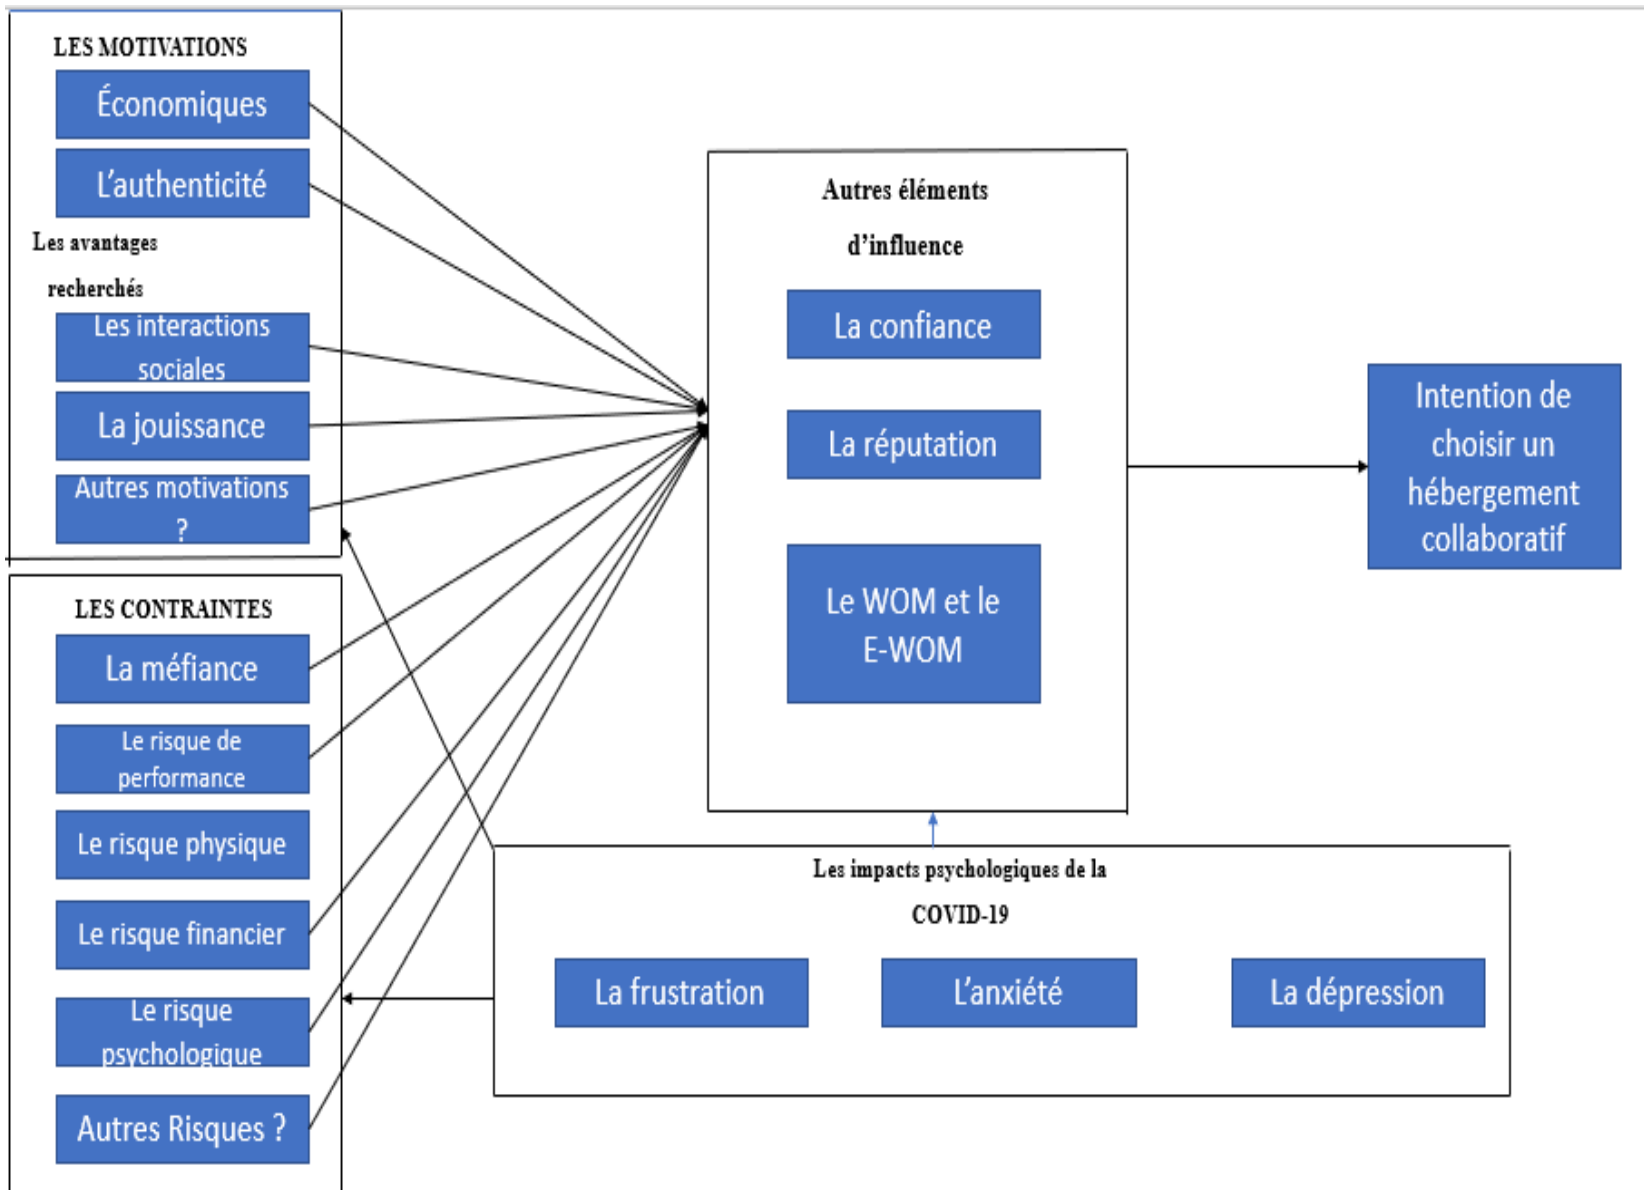 LES MOTIVATIONS
Économiques
L'authenticité
Les avantages
recherchés
Les interactions
sociales
La jouissance
Autres motivations
?
LES CONTRAINTES
La méfiance
Le risque de
performance
Le risque physique
Le risque financier
Le risque
psychologique
Autres Risques ?
Autres éléments
d'influence
La confiance
La réputation
Le WOM et le
E-WOM
Les impacts psychologiques de la
COVID-19
La frustration
L'anxiété
La dépression
Intention de
choisir un
hébergement
collaboratif